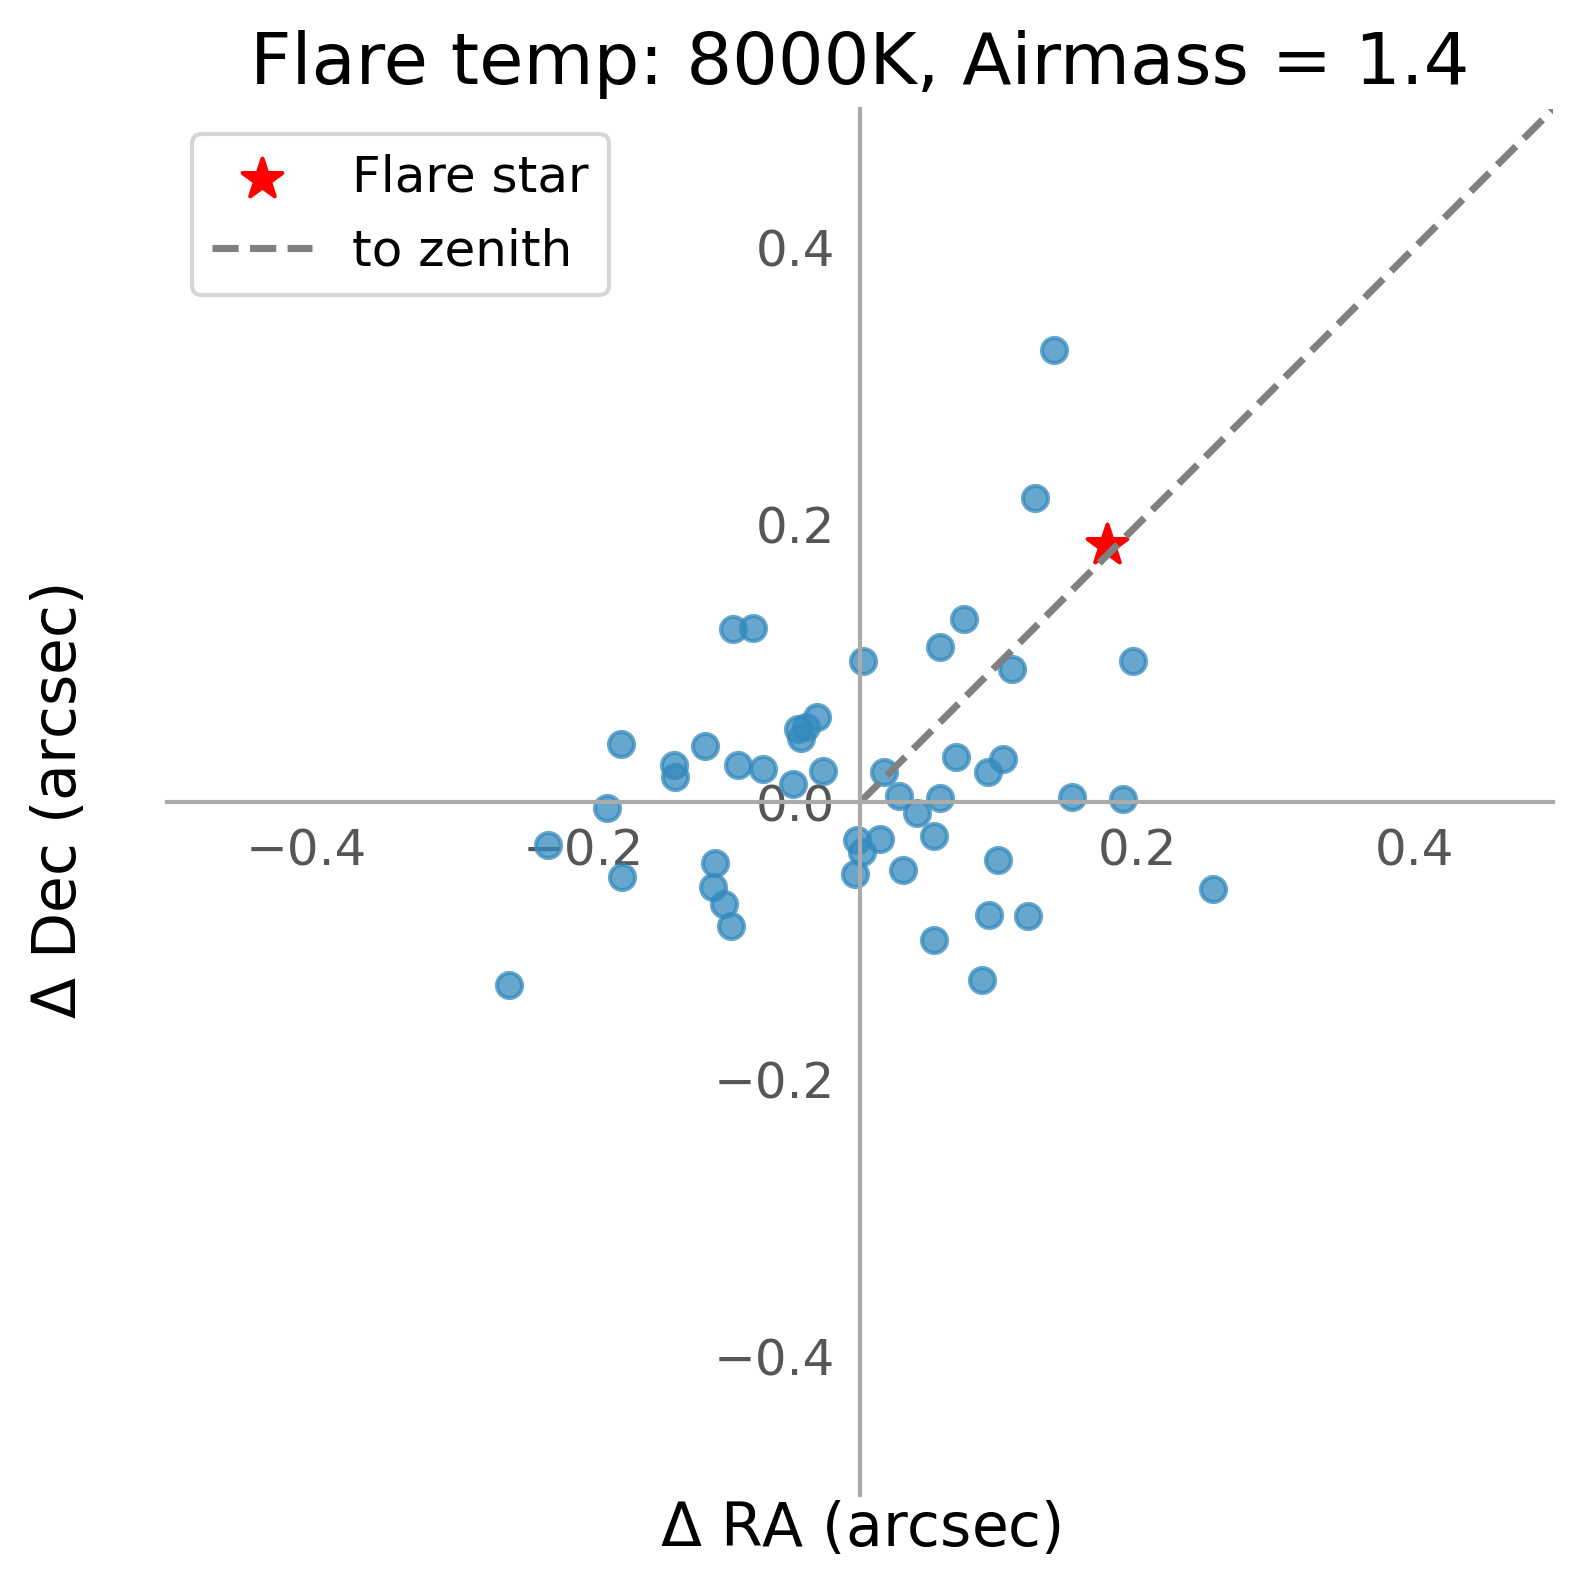 Flare temp: 8000K, Airmass = 1.4
Flare star
to zenith
0.4
0.2
0.0
−0.4
−0.2
0.2
0.4
−0.2
−0.4
Δ Dec (arcsec)
Δ RA (arcsec)